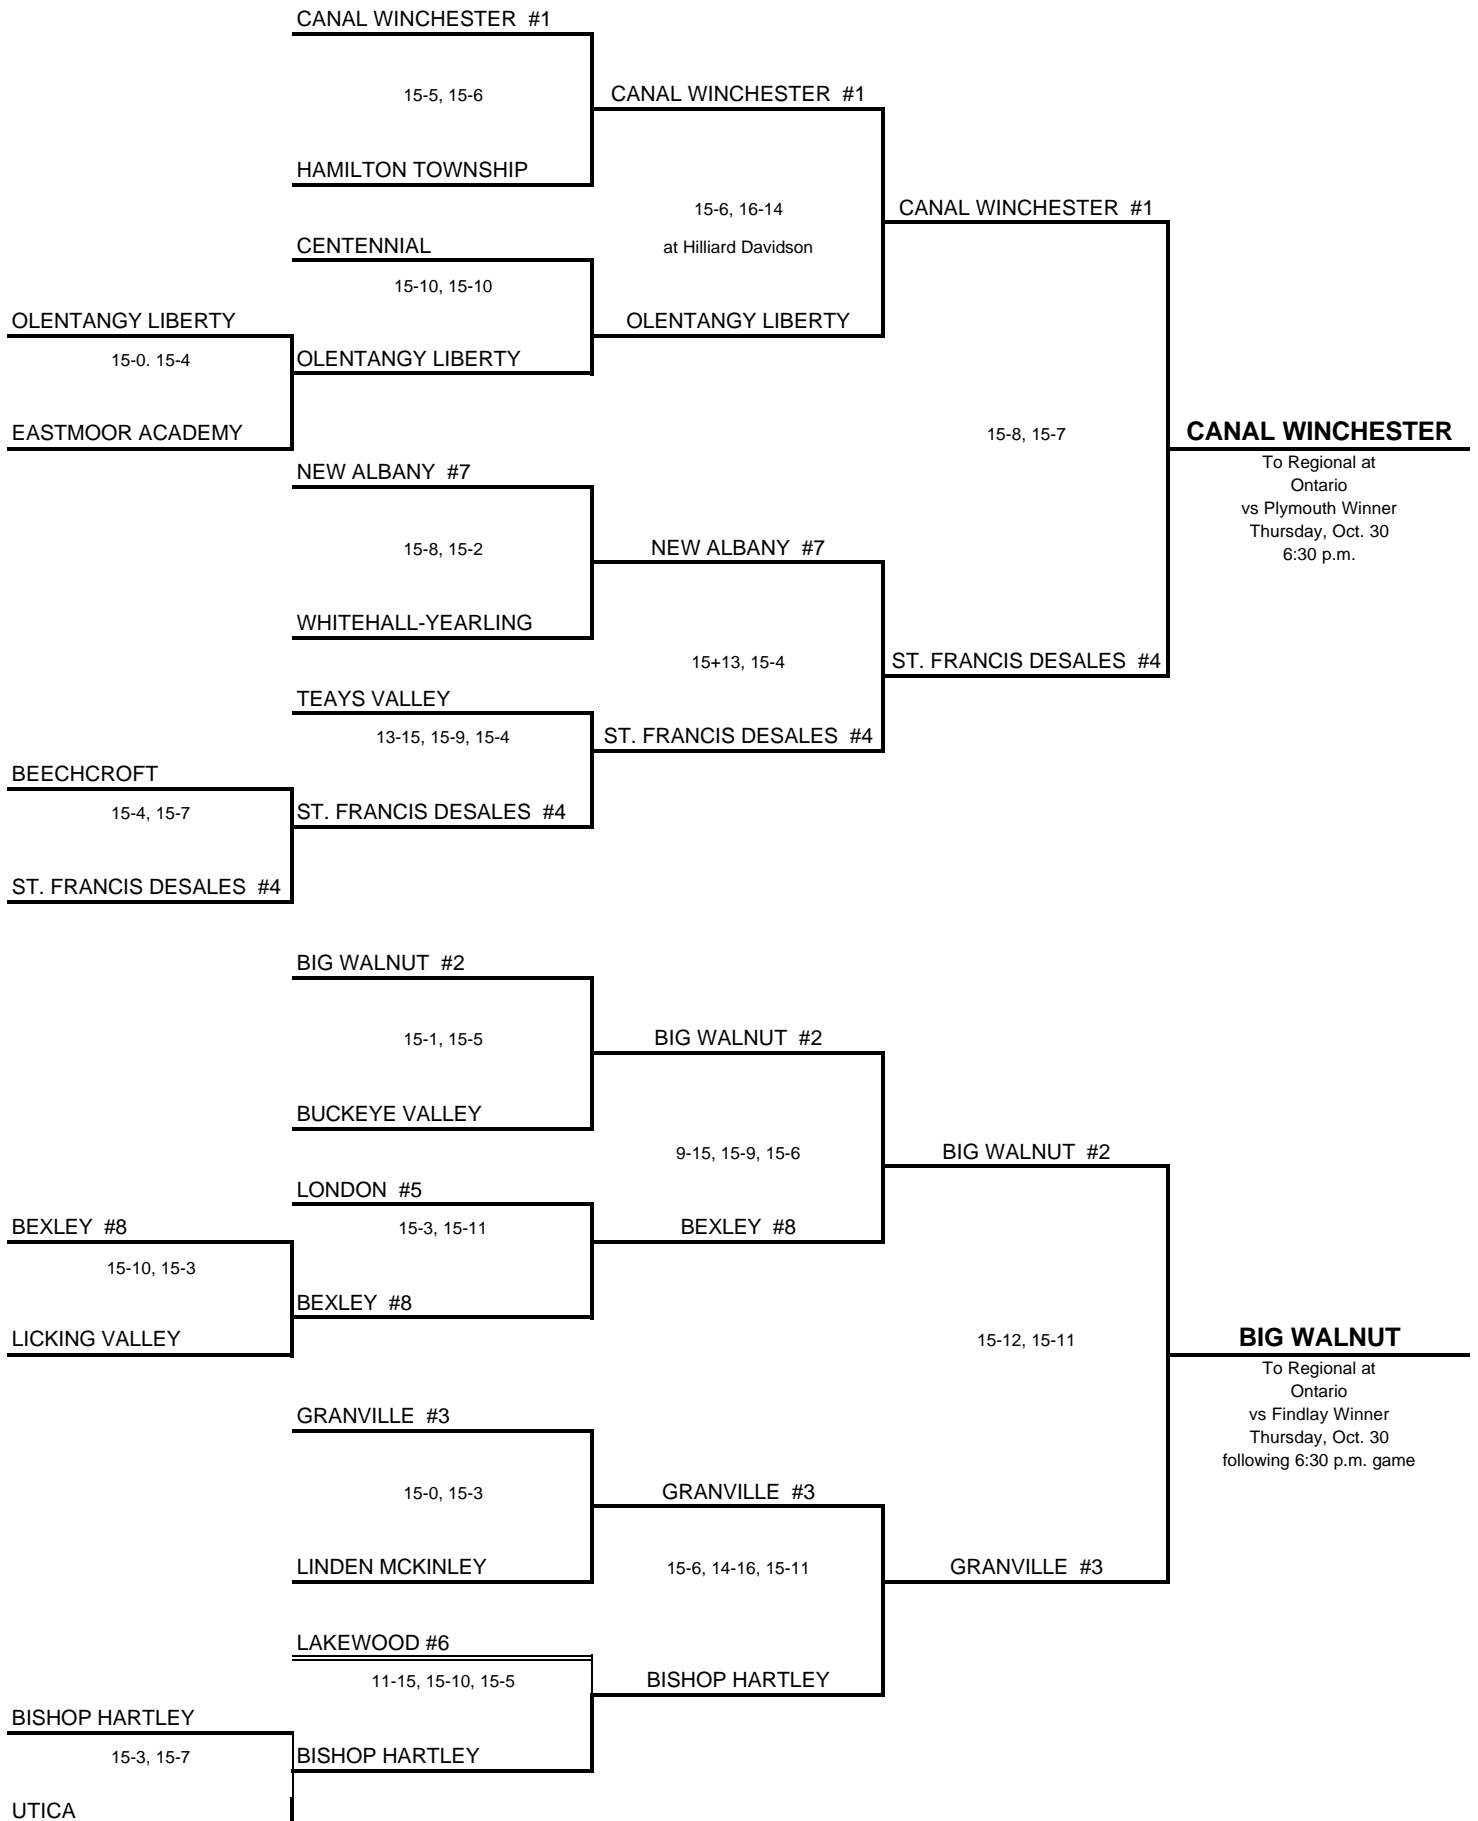 CANAL WINCHESTER #1
15-5, 15-6
CANAL WINCHESTER #1
HAMILTON TOWNSHIP
15-6, 16-14
CANAL WINCHESTER #1
CENTENNIAL
at Hilliard Davidson
15-10, 15-10
OLENTANGY LIBERTY
OLENTANGY LIBERTY
15-0. 15-4
OLENTANGY LIBERTY
EASTMOOR ACADEMY
15-8, 15-7
CANAL WINCHESTER
To Regional at
Ontario
vs Plymouth Winner
Thursday, Oct. 30
6:30 p.m.
NEW ALBANY #7
15-8, 15-2
NEW ALBANY #7
WHITEHALL-YEARLING
15+13, 15-4
ST. FRANCIS DESALES #4
TEAYS VALLEY
13-15, 15-9, 15-4
ST. FRANCIS DESALES #4
BEECHCROFT
15-4, 15-7
ST. FRANCIS DESALES #4
ST. FRANCIS DESALES #4
BIG WALNUT #2
15-1, 15-5
BIG WALNUT #2
BUCKEYE VALLEY
9-15, 15-9, 15-6
BIG WALNUT #2
LONDON #5
BEXLEY #8
15-3, 15-11
BEXLEY #8
15-10, 15-3
BEXLEY #8
LICKING VALLEY
15-12, 15-11
BIG WALNUT
To Regional at
Ontario
vs Findlay Winner
Thursday, Oct. 30
following 6:30 p.m. game
GRANVILLE #3
15-0, 15-3
GRANVILLE #3
LINDEN MCKINLEY
15-6, 14-16, 15-11
GRANVILLE #3
LAKEWOOD #6
11-15, 15-10, 15-5
BISHOP HARTLEY
BISHOP HARTLEY
15-3, 15-7
BISHOP HARTLEY
UTICA